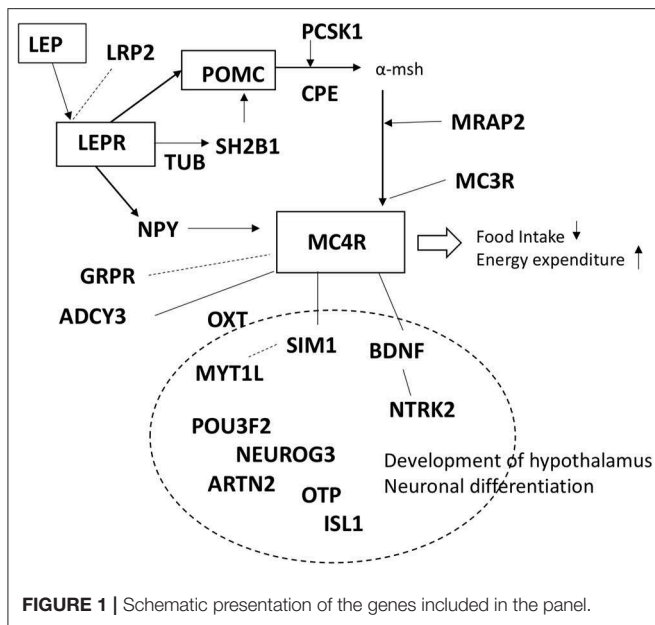 PCSK1
LEP
LRP2
POMC
α-msh
CPE
MRAP2
LEPR
TUB
SH2B1
MC3R
NPY
MC4R
Food Intake
Energy expenditure
GRPR
ADCY3
OXT
SIM1
BDNF
MYT1L
NTRK2
POU3F2
NEUROG3
Development of hypothalamus
ARTN2
Neuronal differentiation
OTP
ISL1
FIGURE 1 | Schematic presentation of the genes included in the panel.